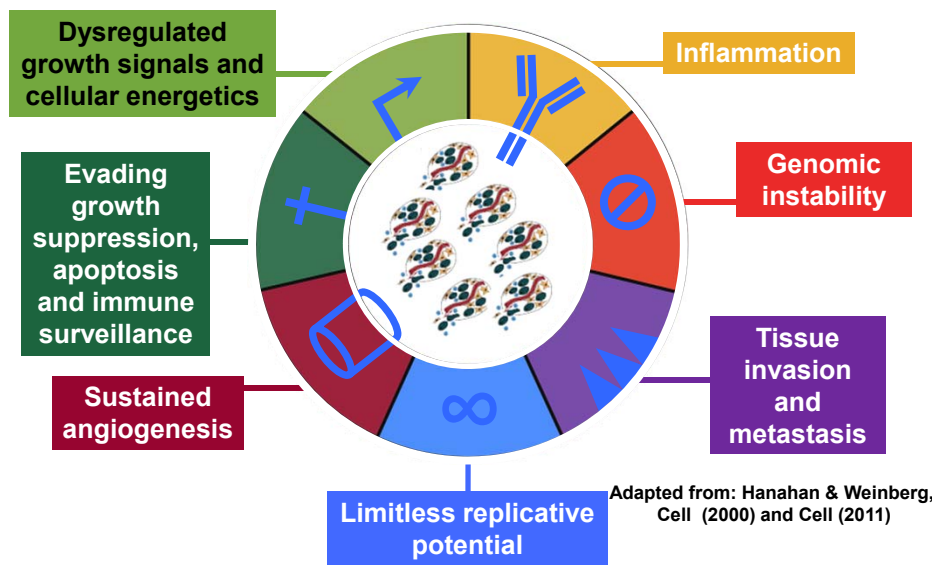 Dysregulated
growth signals and
cellular energetics
Inflammation
Evading
growth
suppression,
apoptosis
and immune
surveillance
Genomic
instability
Sustained
angiogenesis
Tissue
invasion
and
metastasis
∞
Limitless replicative
potential
Adapted from: Hanahan & Weinberg,
Cell (2000) and Cell (2011)